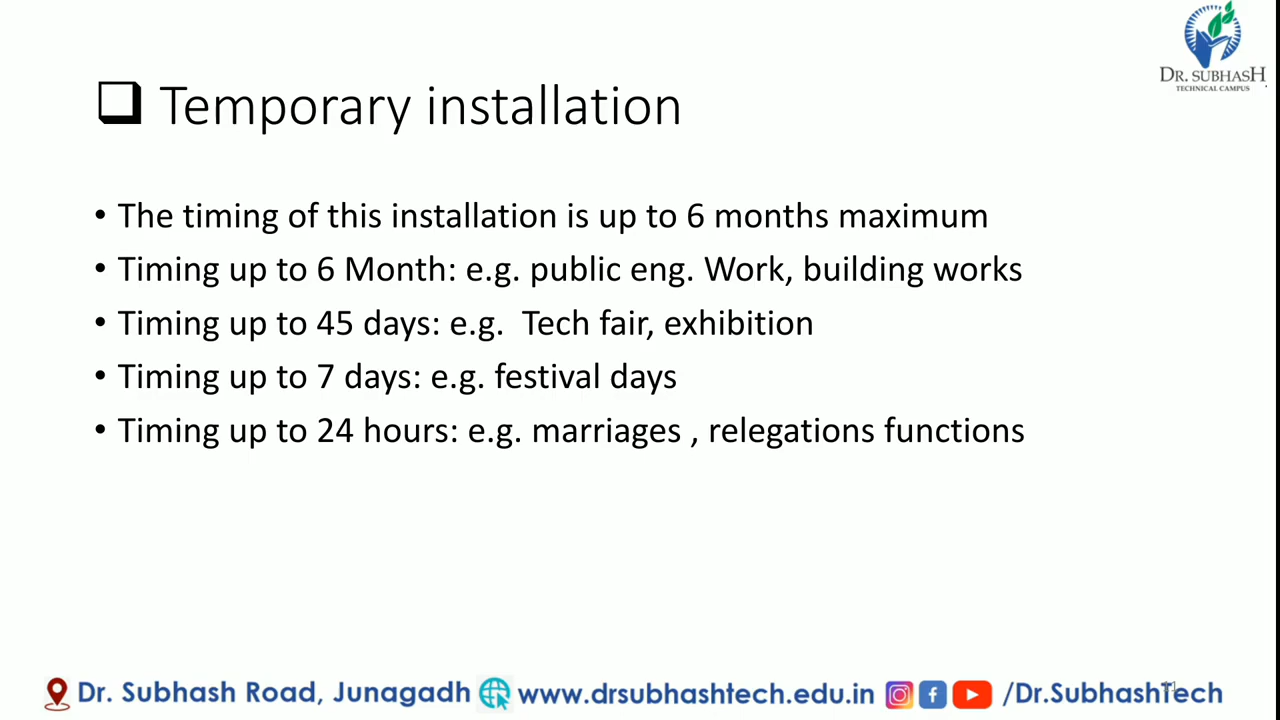 DR. SUBHASH
TECHNICAL CAMPUS
❑ Temporary installation
• The timing of this installation is up to 6 months maximum
• Timing up to 6 Month: e.g. public eng. Work, building works
• Timing up to 45 days: e.g. Tech fair, exhibition
• Timing up to 7 days: e.g. festival days
• Timing up to 24 hours: e.g. marriages , relegations functions
Dr. Subhash Road, Junagadh www.drsubhashtech.edu.in /Dr.Subhashtech
11